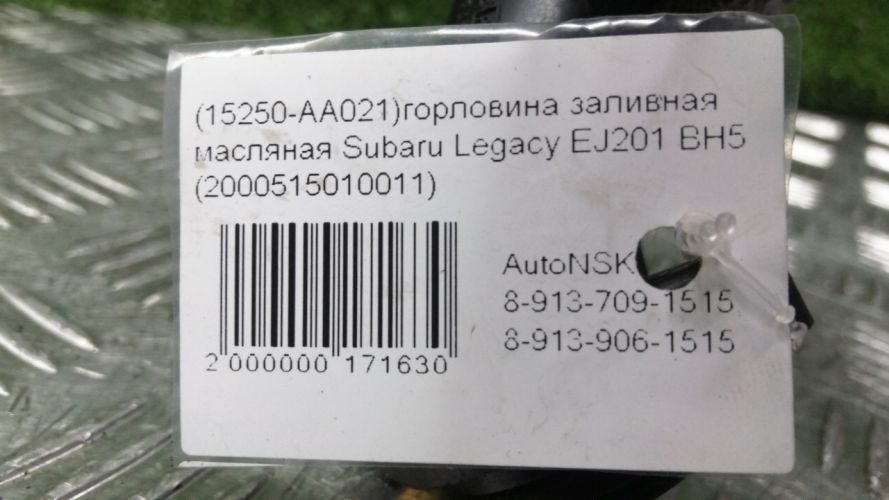 (15250-AA021)горловина заливная
масляная Subaru Legacy EJ201 BH5
(2000515010011)
AutoNSK
8-913-709-1515
8-913-906-1515
2 000000 171630